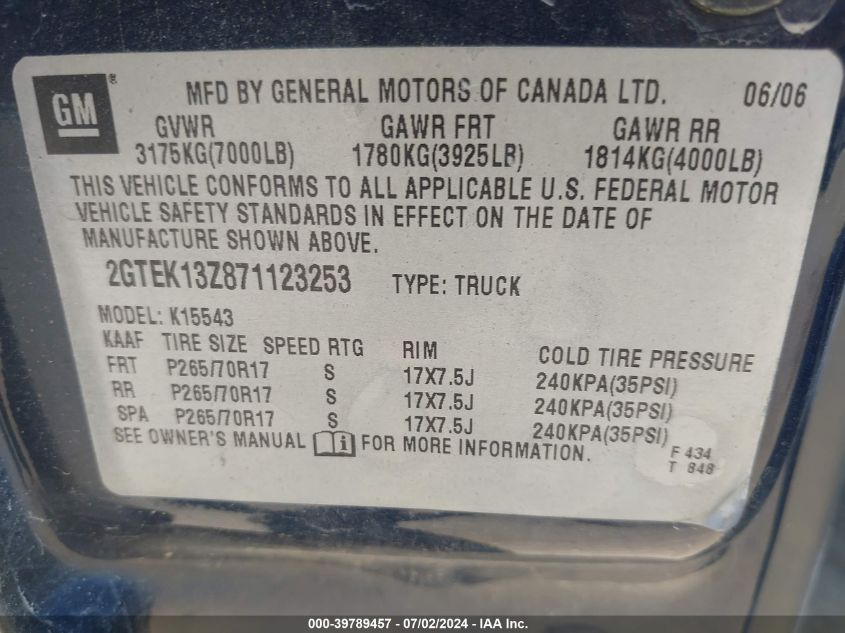 GM ® MFD BY GENERAL MOTORS OF CANADA LTD. 06/06
GVWR GAWR FRT GAWR RR
3175KG(7000LB) 1780KG(3925LB) 1814KG(4000LB)
THIS VEHICLE CONFORMS TO ALL APPLICABLE U.S. FEDERAL MOTOR
VEHICLE SAFETY STANDARDS IN EFFECT ON THE DATE OF
MANUFACTURE SHOWN ABOVE.
2GTEK13Z871123253 TYPE: TRUCK
MODEL: K15543
KAAF TIRE SIZE SPEED RTG RIM COLD TIRE PRESSURE
FRT P265/70R17 S 17X7.5J 240KPA(35PSI)
RR P265/70R17 S 17X7.5J 240KPA(35PSI)
SPA P265/70R17 S 17X7.5J 240KPA(35PSI)
SEE OWNER'S MANUAL i FOR MORE INFORMATION.
F 434
T 848
000-39789457 - 07/02/2024 - IAA Inc.